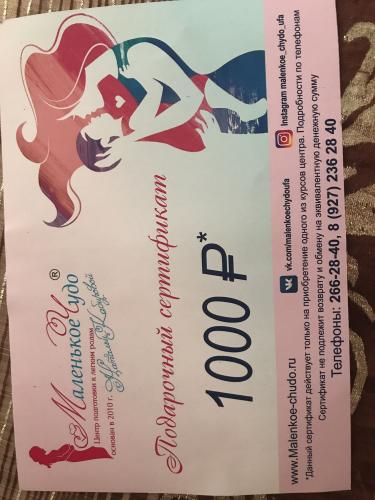 Маленькое Чудо®
Центр подготовки к легким родам
основан в 2010 г.
Подарочный сертификат
1000 ₽*
www.Malenkoe-chudo.ru
vk.com/malenkoechydoufa
Instagram malenkoe_chydo_ufa
*Данный сертификат действует только на приобретение одного из курсов центра. Подробности по телефонам
Сертификат не подлежит возврату и обмену на эквивалентную денежную сумму
Телефоны: 266-28-40, 8 (927) 236 28 40